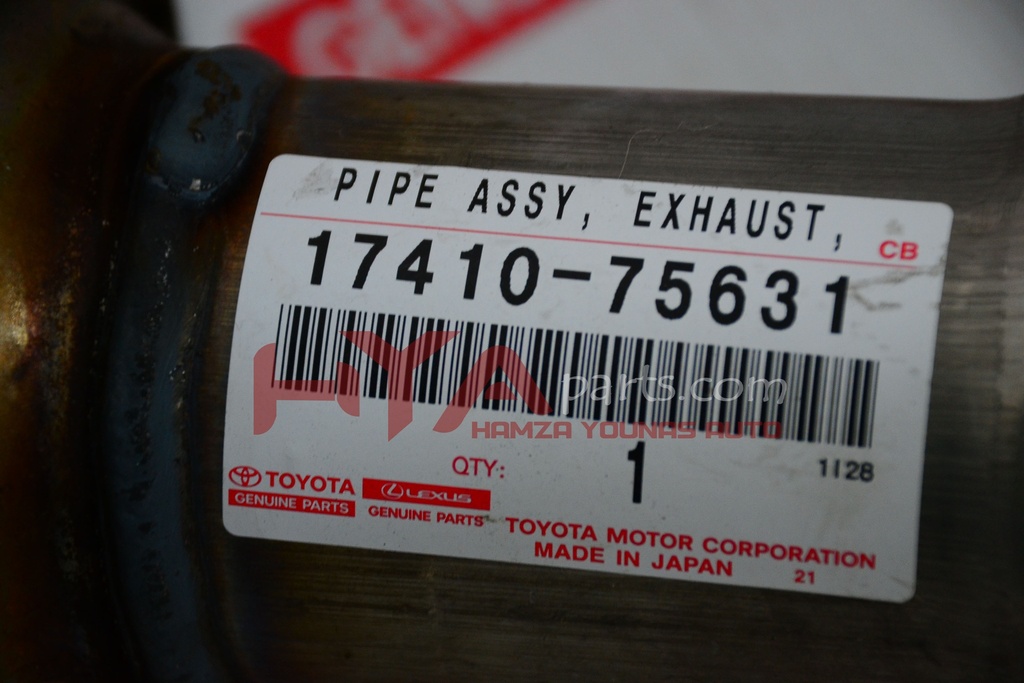 PIPE ASSY, EXHAUST,
CB
17410-75631
HYA parts.com
HAMZA YOUNAS AUTO
QTY: 1
1I28
TOYOTA
GENUINE PARTS
LEXUS
GENUINE PARTS
TOYOTA MOTOR CORPORATION
MADE IN JAPAN
21